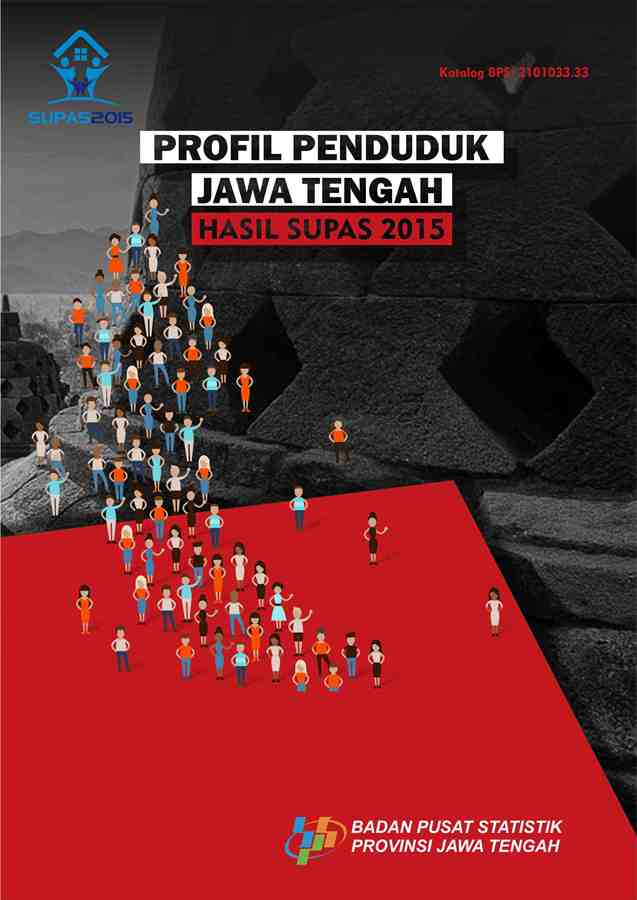 SUPAS2015
Katalog BPS: 2101033.33
PROFIL PENDUDUK
JAWA TENGAH
HASIL SUPAS 2015
BADAN PUSAT STATISTIK
PROVINSI JAWA TENGAH